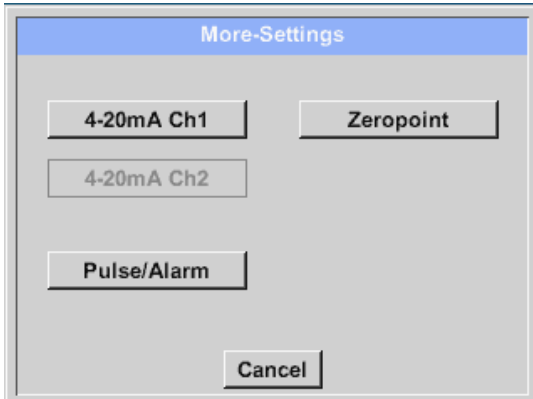 More-Settings
4-20mA Ch1
Zeropoint
4-20mA Ch2
Pulse/Alarm
Cancel